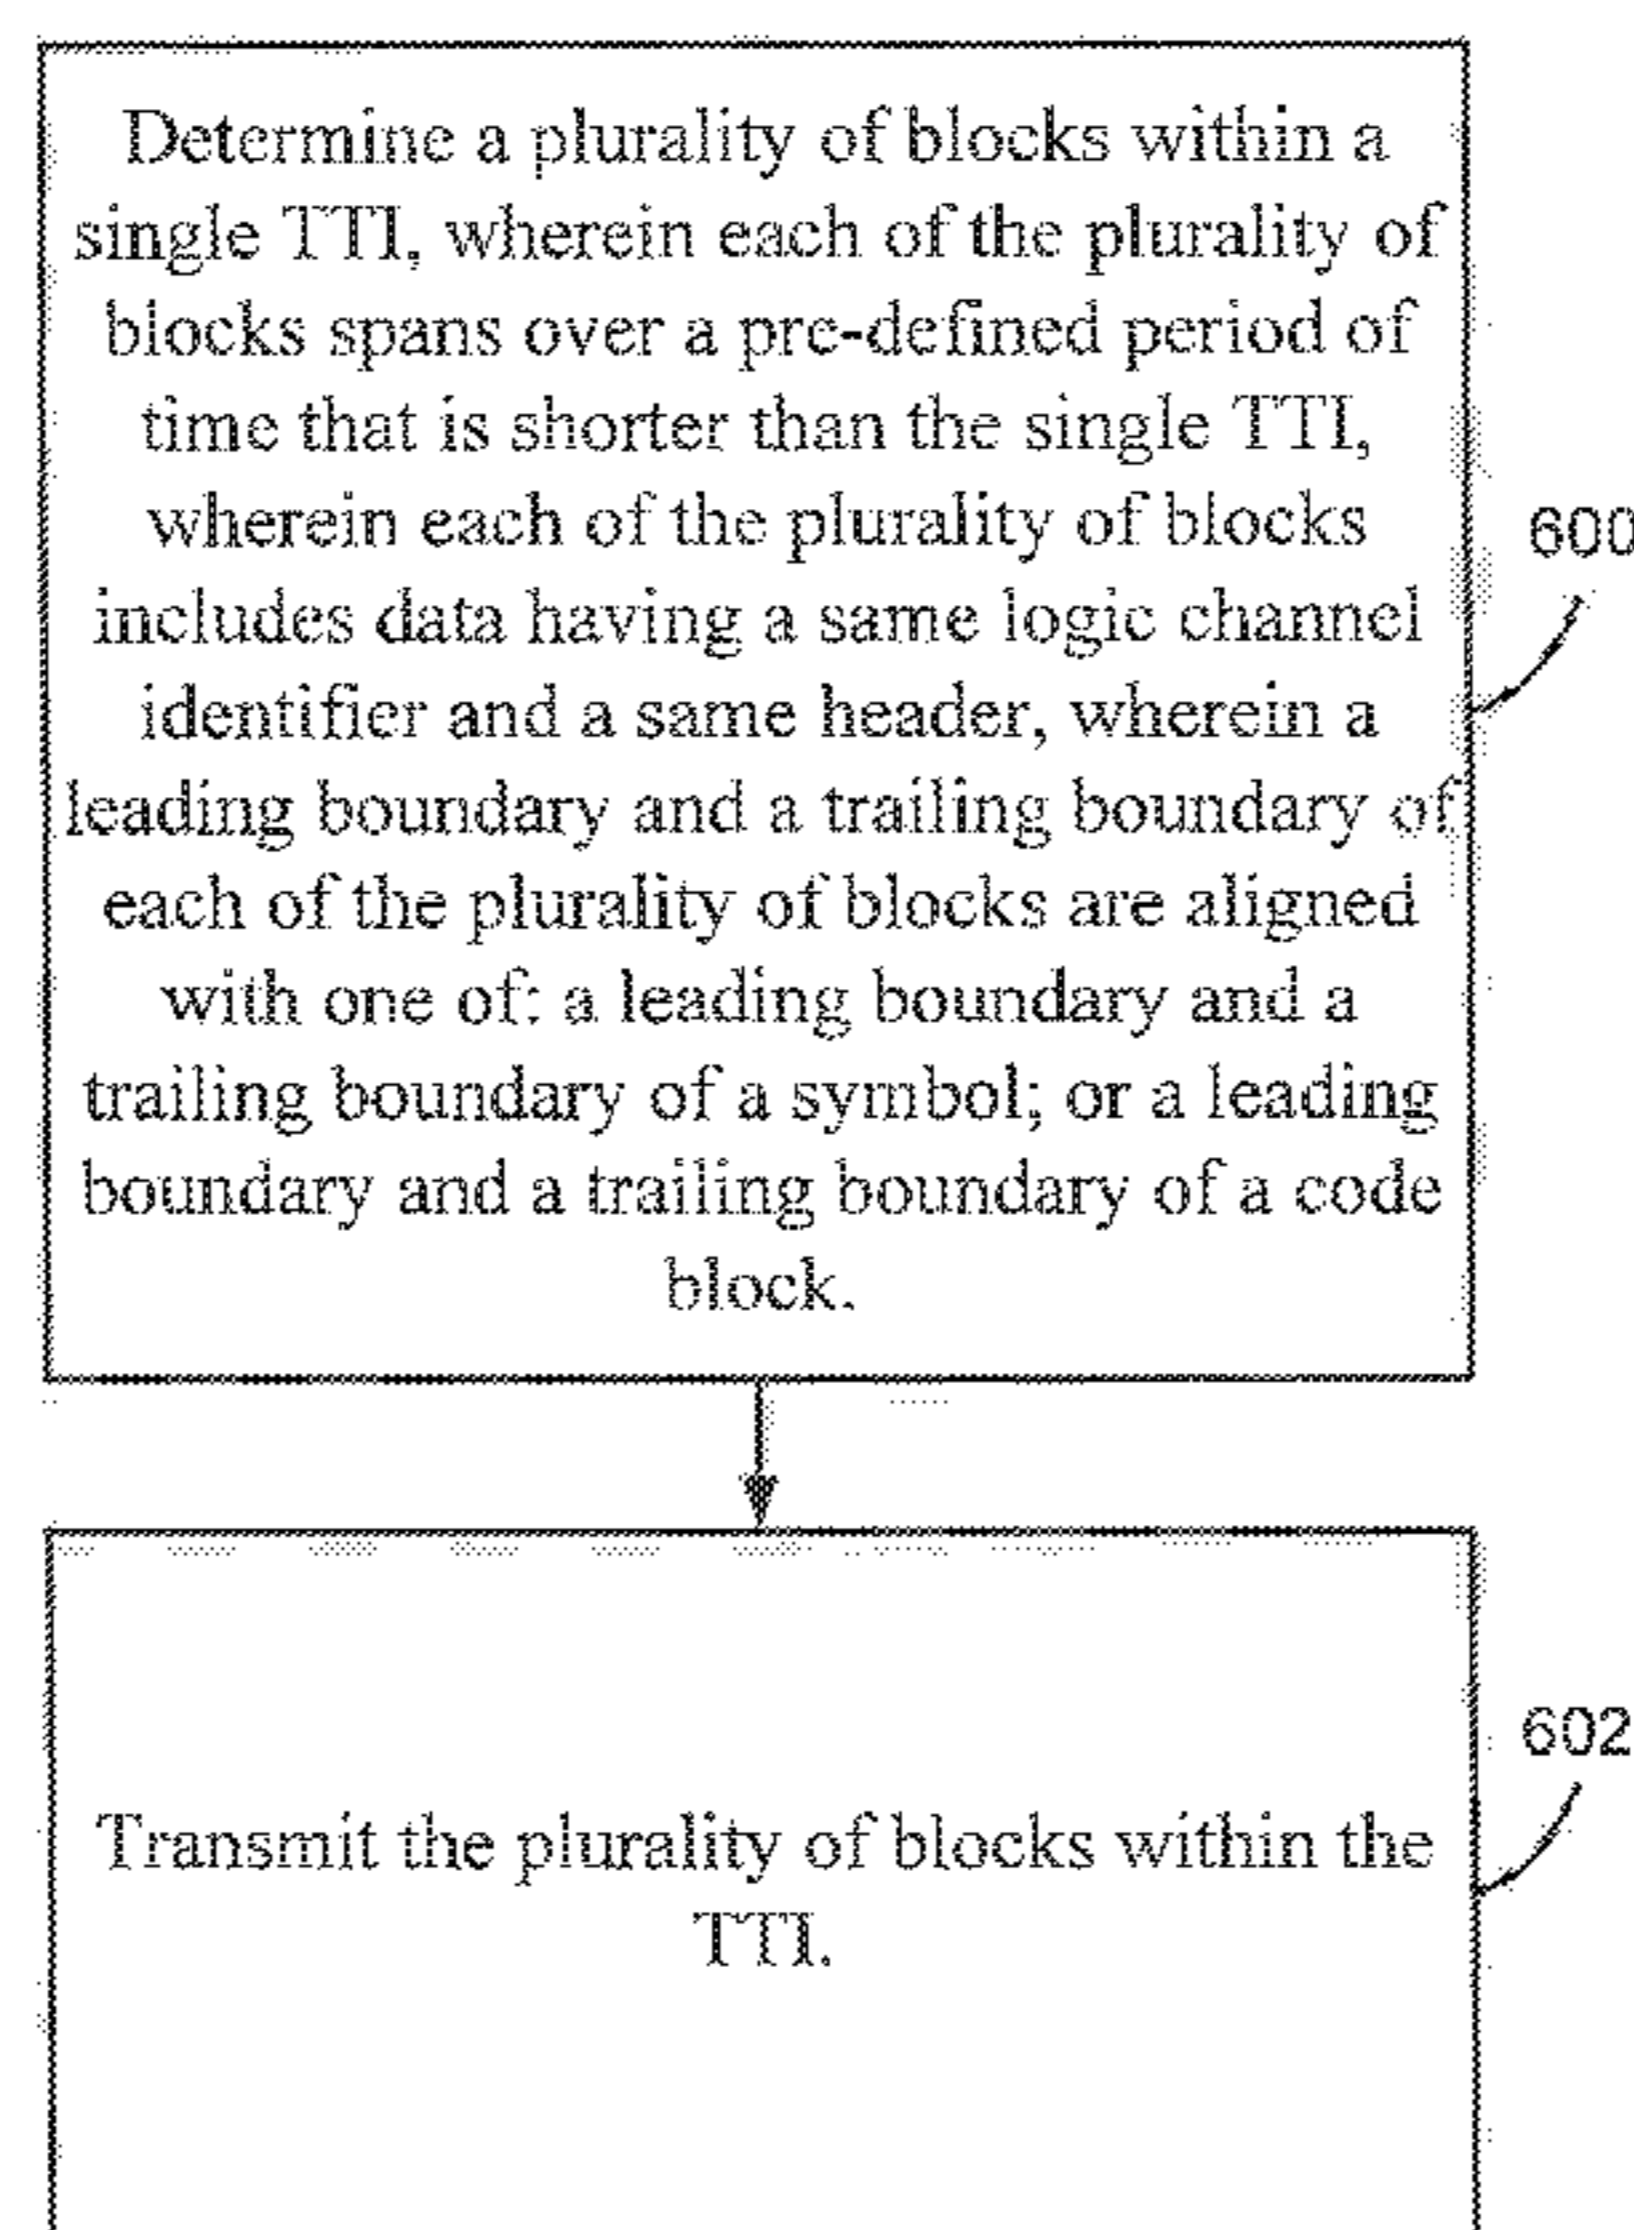 Determine a plurality of blocks within a
single TTI, wherein each of the plurality of
blocks spans over a pre-defined period of
time that is shorter than the single TTI,
wherein each of the plurality of blocks
includes data having a same logic channel
identifier and a same header, wherein a
leading boundary and a trailing boundary of
each of the plurality of blocks are aligned
with one of: a leading boundary and a
trailing boundary of a symbol; or a leading
boundary and a trailing boundary of a code
block.
600
602
Transmit the plurality of blocks within the
TTI.